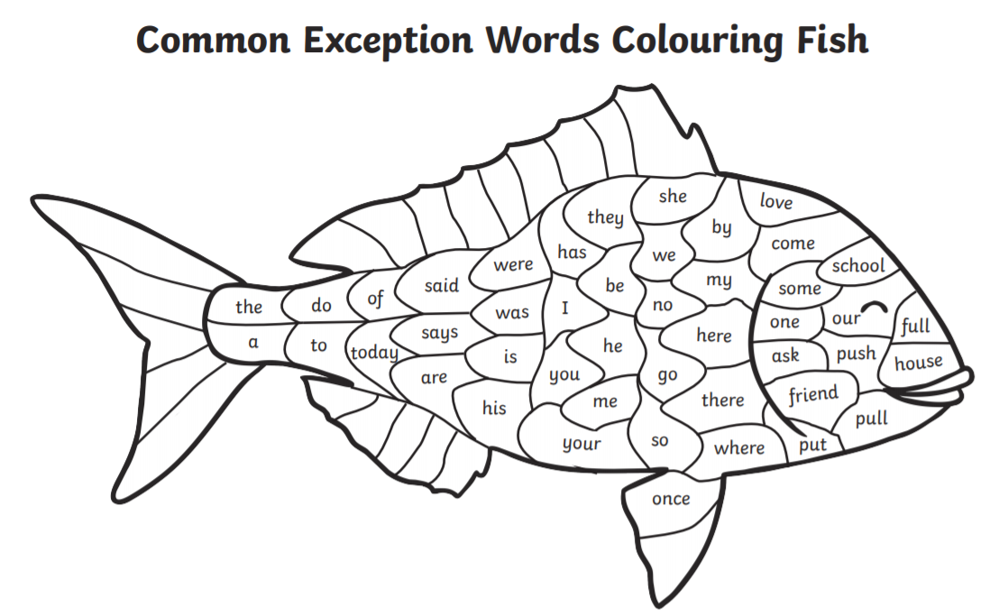 Common Exception Words Colouring Fish
the
a
do
to
of
today
said
says
are
were
was
is
his
they
has
I
you
your
be
he
me
she
we
no
go
so
by
my
here
there
where
once
love
come
school
some
one
our
full
ask
push
house
friend
pull
put